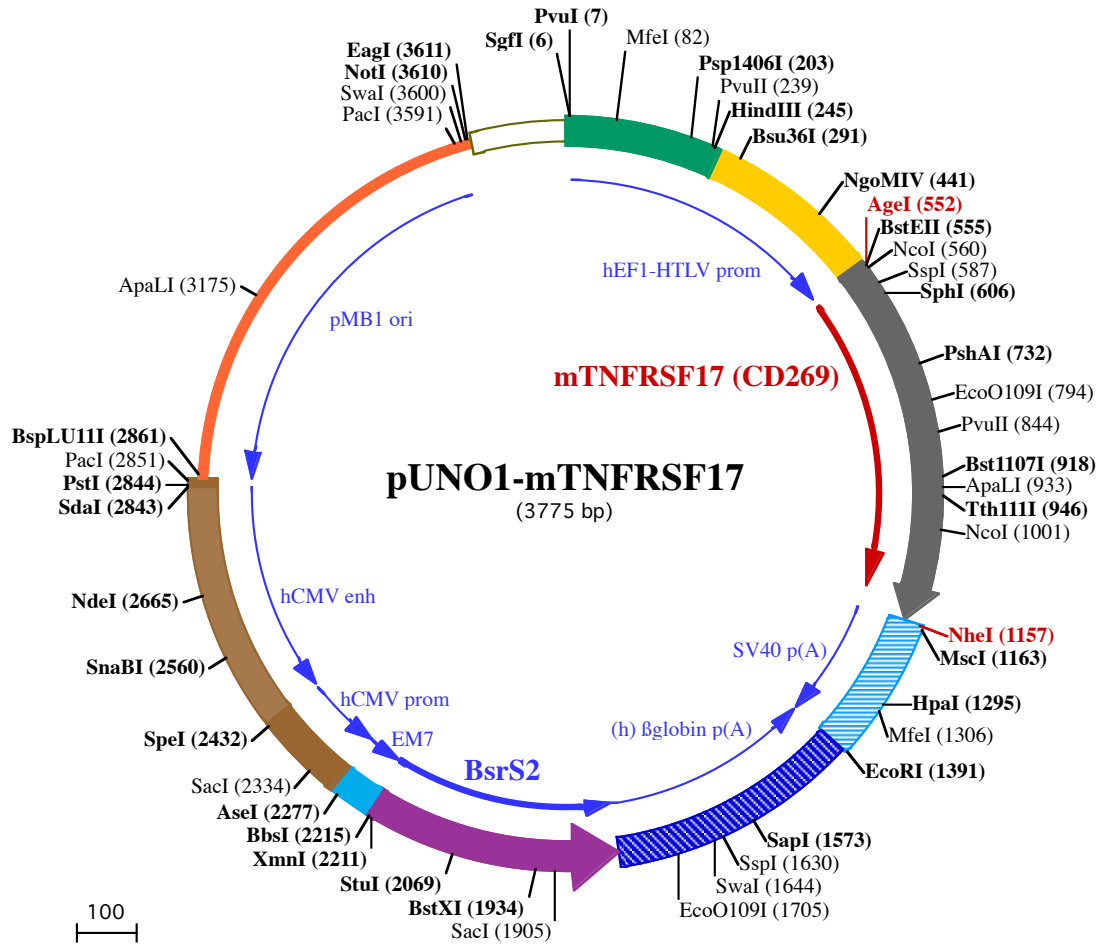 PvuI (7)
SgfI (6)
MfeI (82)
EagI (3611)
NotI (3610)
SwaI (3600)
PacI (3591)
Psp1406I (203)
PvuII (239)
HindIII (245)
Bsu36I (291)
NgoMIV (441)
AgeI (552)
BstEII (555)
NcoI (560)
SspI (587)
SphI (606)
hEF1-HTLV prom
ApaLI (3175)
pMB1 ori
PshAI (732)
mTNFRSF17 (CD269)
EcoO109I (794)
PvuII (844)
BspLU11I (2861)
PacI (2851)
PstI (2844)
SdaI (2843)
pUNO1-mTNFRSF17
(3775 bp)
Bst1107I (918)
ApaLI (933)
Tth111I (946)
NcoI (1001)
NdeI (2665)
hCMV enh
SnaBI (2560)
SV40 p(A)
NheI (1157)
MscI (1163)
hCMV prom
HpaI (1295)
SpeI (2432)
EM7
(h) ßglobin p(A)
MfeI (1306)
BsrS2
EcoRI (1391)
SacI (2334)
AseI (2277)
BbsI (2215)
XmnI (2211)
SapI (1573)
SspI (1630)
StuI (2069)
SwaI (1644)
BstXI (1934)
EcoO109I (1705)
SacI (1905)
100